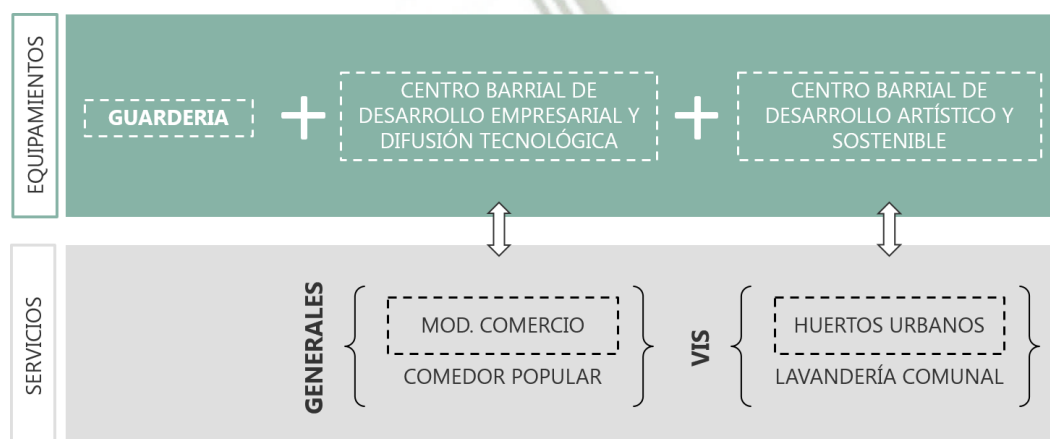 EQUIPAMIENTOS
GUARDERIA
CENTRO BARRIAL DE
DESARROLLO EMPRESARIAL Y
DIFUSIÓN TECNOLÓGICA
CENTRO BARRIAL DE
DESARROLLO ARTÍSTICO Y
SOSTENIBLE
SERVICIOS
GENERALES
MOD. COMERCIO
COMEDOR POPULAR
VIS
HUERTOS URBANOS
LAVANDERÍA COMUNAL